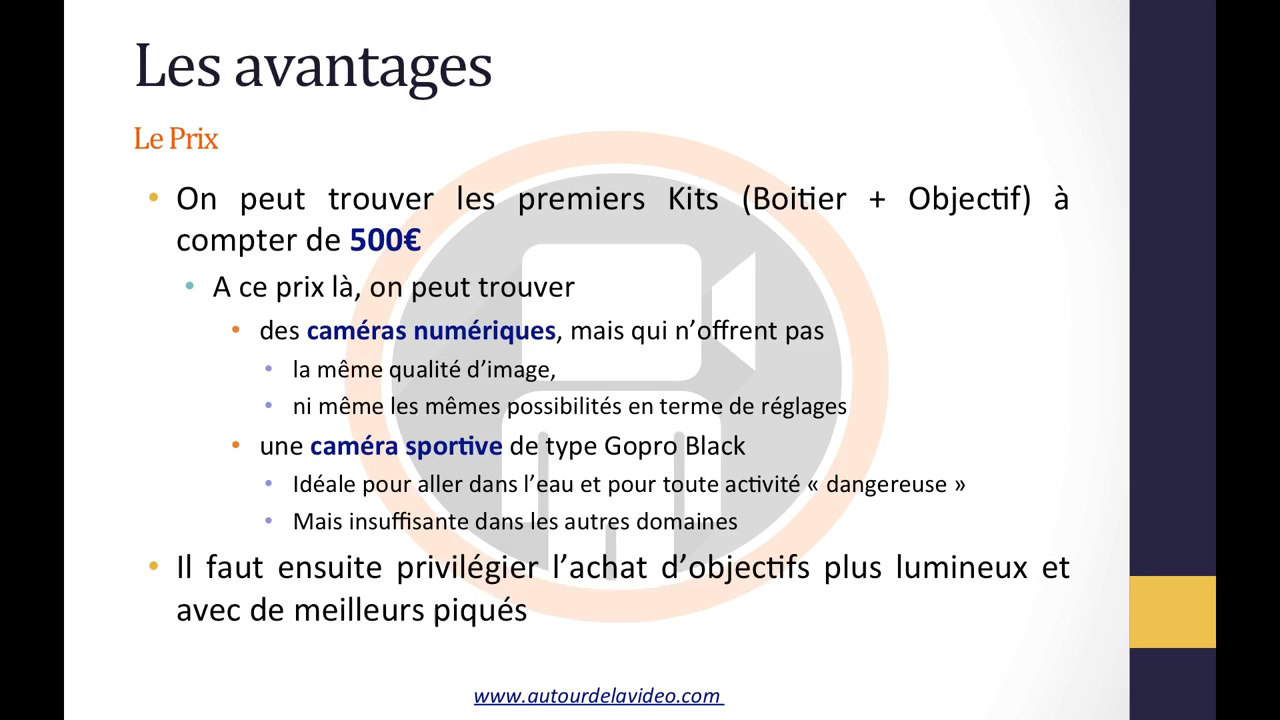 Les avantages
Le Prix
• On peut trouver les premiers Kits (Boitier + Objectif) à
compter de 500€
• A ce prix là, on peut trouver
• des caméras numériques, mais qui n’offrent pas
• la même qualité d’image,
• ni même les mêmes possibilités en terme de réglages
• une caméra sportive de type Gopro Black
• Idéale pour aller dans l’eau et pour toute activité « dangereuse »
• Mais insuffisante dans les autres domaines
• Il faut ensuite privilégier l’achat d’objectifs plus lumineux et
avec de meilleurs piqués
www.autourdelavideo.com